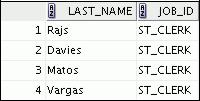 LAST_NAME JOB_ID
1 Rajs ST_CLERK
2 Davies ST_CLERK
3 Matos ST_CLERK
4 Vargas ST_CLERK